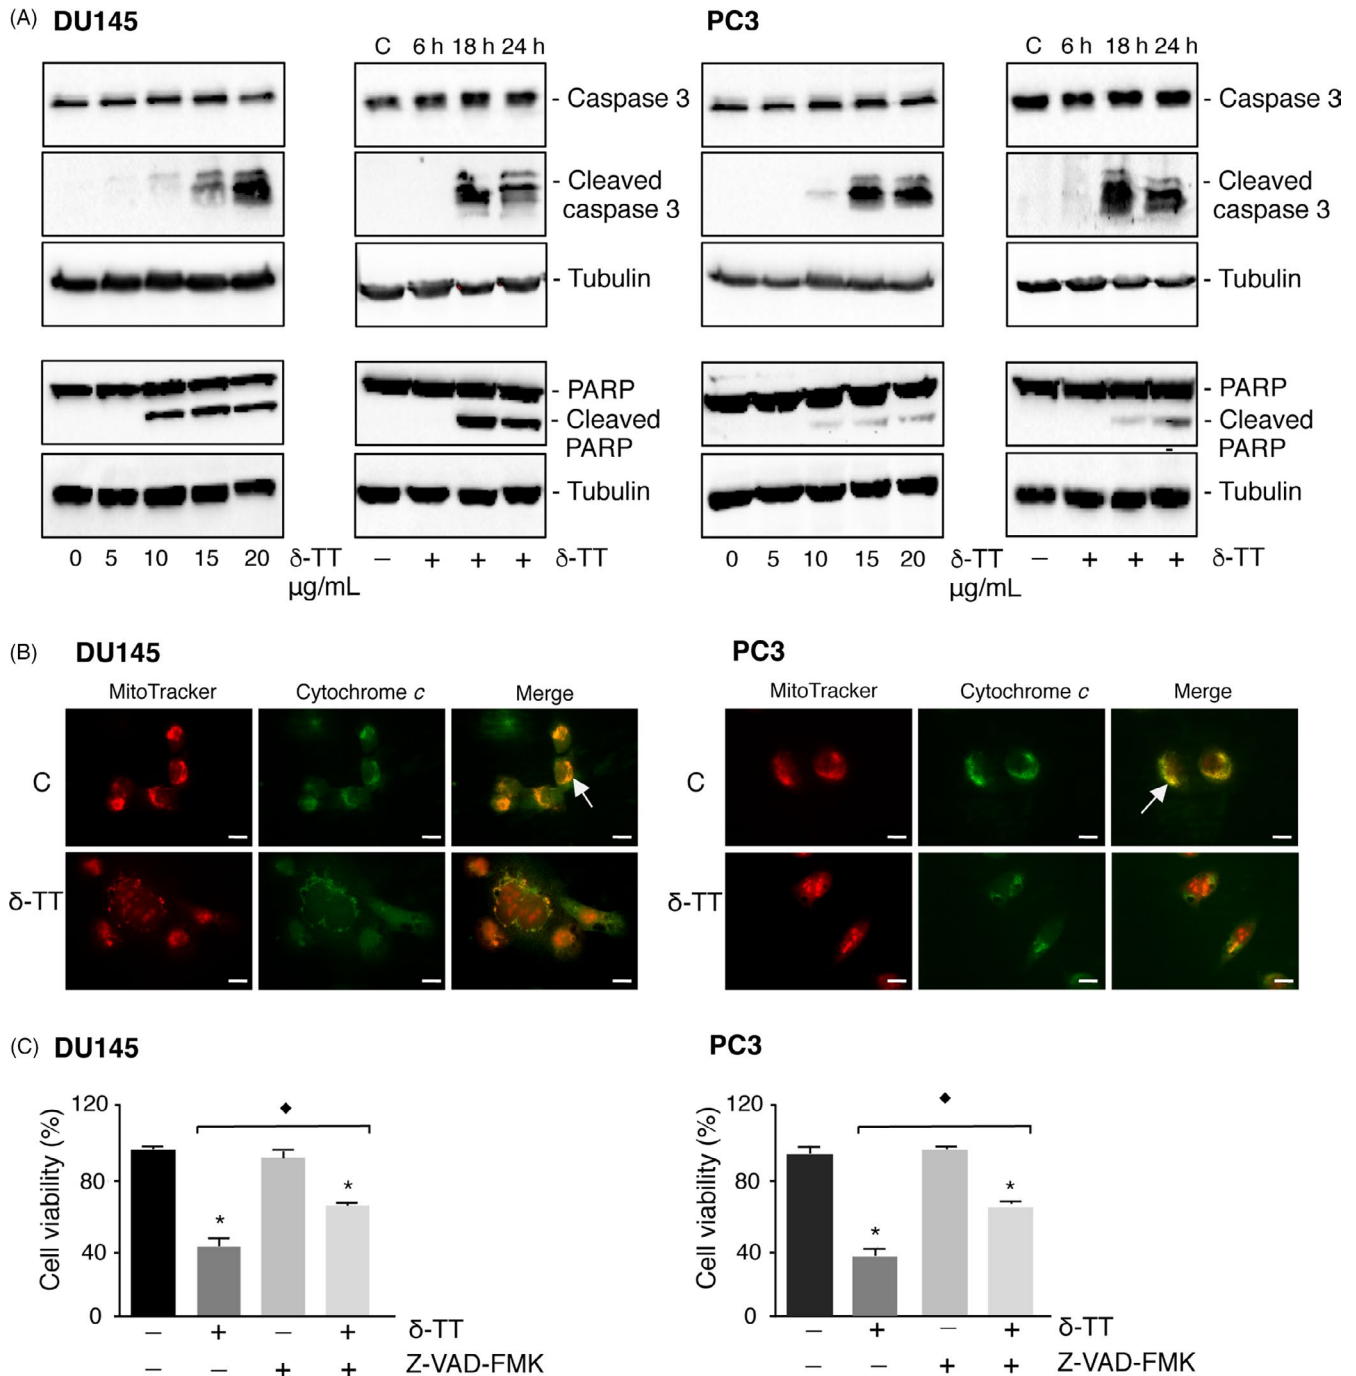 (A) DU145 PC3
C 6 h 18 h 24 h C 6 h 18 h 24 h
- Caspase 3 - Caspase 3
- Cleaved - Cleaved
caspase 3 caspase 3
- Tubulin - Tubulin
- PARP - PARP
- Cleaved - Cleaved
PARP PARP
- Tubulin - Tubulin
0 5 10 15 20 δ-TT – + + + δ-TT 0 5 10 15 20 δ-TT – + + + δ-TT
µg/mL µg/mL
(B) DU145 PC3
MitoTracker Cytochrome c Merge MitoTracker Cytochrome c Merge
C C
δ-TT δ-TT
(C) DU145 PC3
Cell viability (%) Cell viability (%)
120 ◆ 120 ◆
80 * 80 *
* *
40 40
0 0
– + – + δ-TT – + – + δ-TT
– – + + Z-VAD-FMK – – + + Z-VAD-FMK